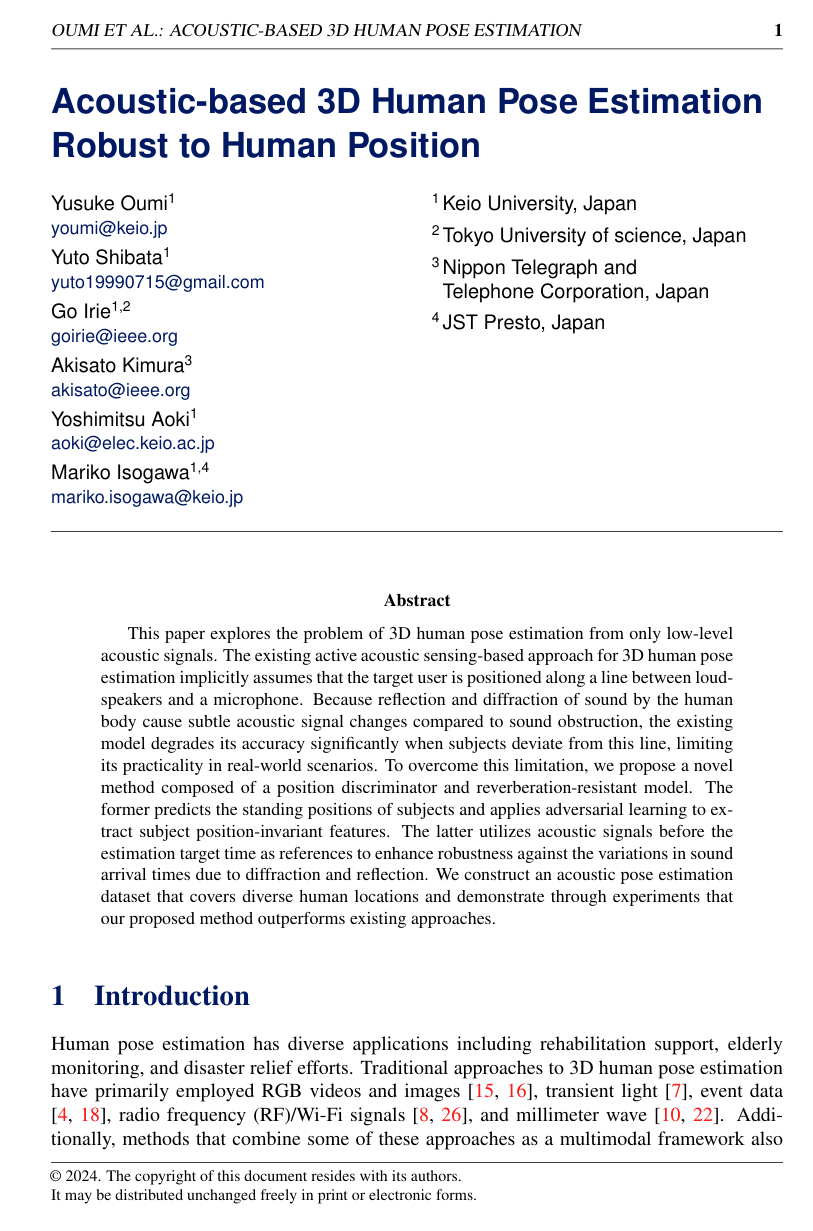 OUMI ET AL.: ACOUSTIC-BASED 3D HUMAN POSE ESTIMATION 1
Acoustic-based 3D Human Pose Estimation
Robust to Human Position
Yusuke Oumi1
youmi@keio.jp
Yuto Shibata1
yuto19990715@gmail.com
Go Irie1,2
goirie@ieee.org
Akisato Kimura3
akisato@ieee.org
Yoshimitsu Aoki1
aoki@elec.keio.ac.jp
Mariko Isogawa1,4
mariko.isogawa@keio.jp
1 Keio University, Japan
2 Tokyo University of science, Japan
3 Nippon Telegraph and
Telephone Corporation, Japan
4 JST Presto, Japan
Abstract
This paper explores the problem of 3D human pose estimation from only low-level
acoustic signals. The existing active acoustic sensing-based approach for 3D human pose
estimation implicitly assumes that the target user is positioned along a line between loud-
speakers and a microphone. Because reflection and diffraction of sound by the human
body cause subtle acoustic signal changes compared to sound obstruction, the existing
model degrades its accuracy significantly when subjects deviate from this line, limiting
its practicality in real-world scenarios. To overcome this limitation, we propose a novel
method composed of a position discriminator and reverberation-resistant model. The
former predicts the standing positions of subjects and applies adversarial learning to ex-
tract subject position-invariant features. The latter utilizes acoustic signals before the
estimation target time as references to enhance robustness against the variations in sound
arrival times due to diffraction and reflection. We construct an acoustic pose estimation
dataset that covers diverse human locations and demonstrate through experiments that
our proposed method outperforms existing approaches.
1 Introduction
Human pose estimation has diverse applications including rehabilitation support, elderly
monitoring, and disaster relief efforts. Traditional approaches to 3D human pose estimation
have primarily employed RGB videos and images [15, 16], transient light [7], event data
[4, 18], radio frequency (RF)/Wi-Fi signals [8, 26], and millimeter wave [10, 22]. Addi-
tionally, methods that combine some of these approaches as a multimodal framework also
© 2024. The copyright of this document resides with its authors.
It may be distributed unchanged freely in print or electronic forms.